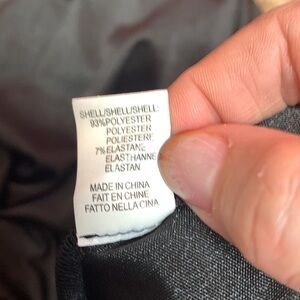 SHELL/SHELL/SHELL:
93%POLYESTER
POLYESTER
POLIESTERE
7%ELASTANE
ELASTHANNE
ELASTAN
MADE IN CHINA
FAIT EN CHINE
FATTO NELLA CINA